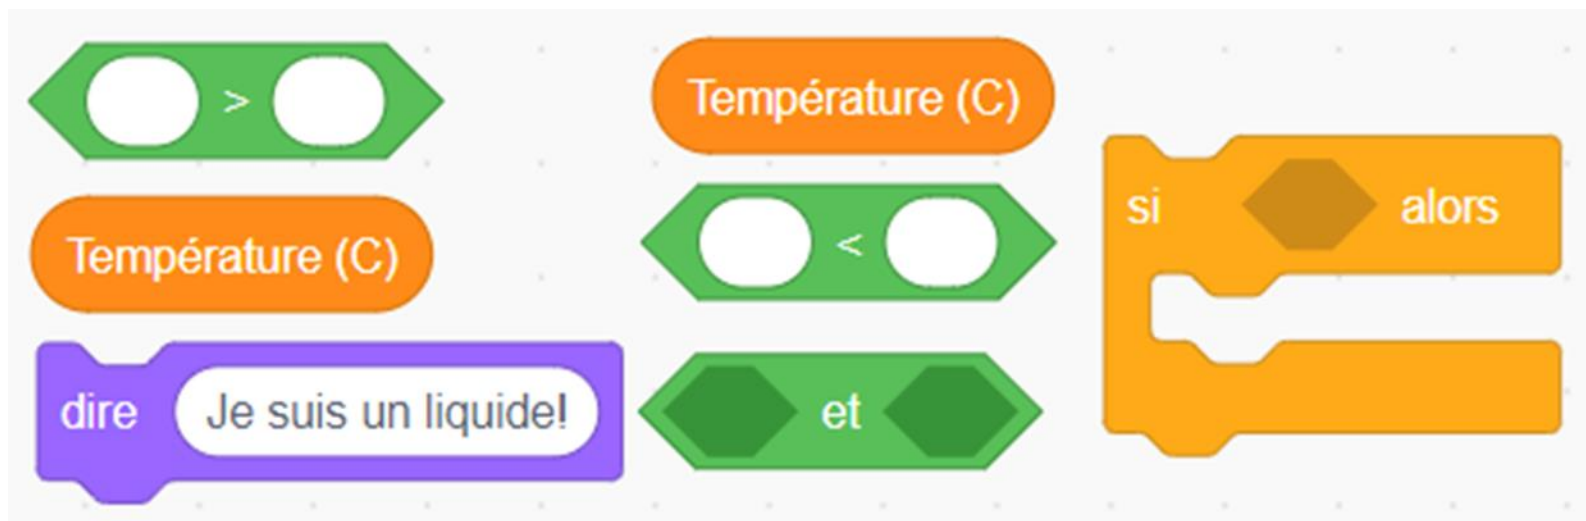 >
Température (C)
dire Je suis un liquide!
Température (C)
<
et
si alors